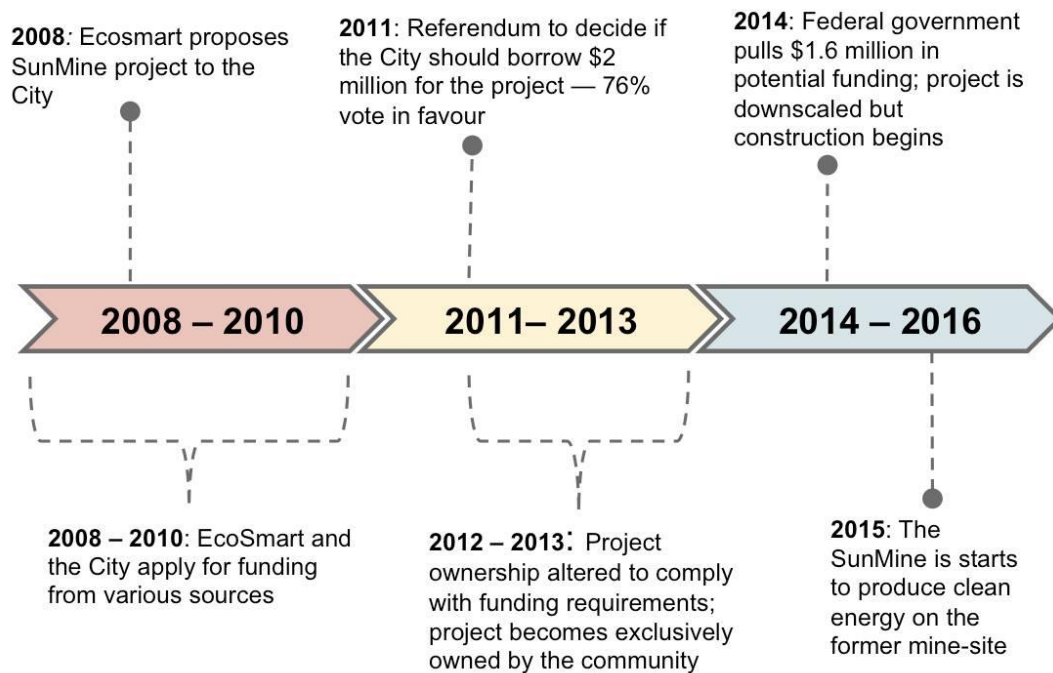 2008: Ecosmart proposes
SunMine project to the
City
2011: Referendum to decide if
the City should borrow $2
million for the project — 76%
vote in favour
2014: Federal government
pulls $1.6 million in
potential funding; project is
downscaled but
construction begins
2008 – 2010
2011– 2013
2014 – 2016
2008 – 2010: EcoSmart and
the City apply for funding
from various sources
2012 – 2013: Project
ownership altered to comply
with funding requirements;
project becomes exclusively
owned by the community
2015: The
SunMine is starts
to produce clean
energy on the
former mine-site